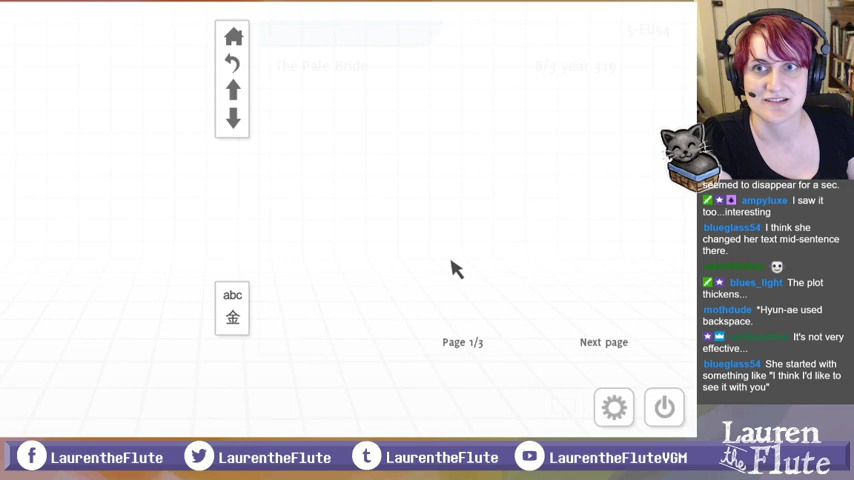 5-EU54
The Pale Bride
8/3 year 319
abc
金
Page 1/3
Next page
seemed to disappear for a sec.
ampyluxe I saw it
too...interesting
blueglass54 I think she
changed her text mid-sentence
there.
blues_light The plot
thickens...
mothdude *Hyun-ae used
backspace.
It's not very
effective...
blueglass54 She started with
something like "I think I'd like to
see it with you"
Lauren
the Flute
LaurentheFlute
LaurentheFlute
LaurentheFlute
LaurentheFluteVGM